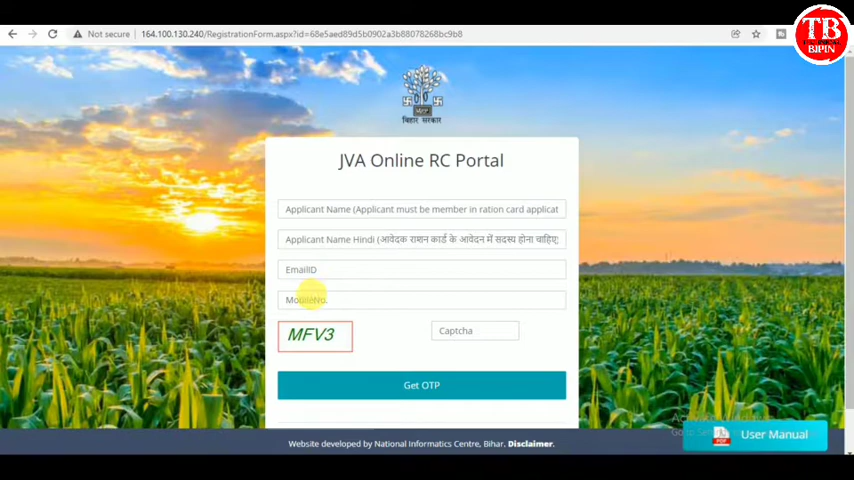 Not secure
164.100.130.240/RegistrationForm.aspx?id=68e5aed89d5b0902a3b88078268bc9b8
TB
BIPIN
बिहार सरकार
JVA Online RC Portal
Applicant Name (Applicant must be member in ration card applicat
Applicant Name Hindi (आवेदक राशन कार्ड के आवेदन में सदस्य होना चाहिए)
EmailID
MobileNo.
MFV3
Captcha
Get OTP
User Manual
Website developed by National Informatics Centre, Bihar. Disclaimer.